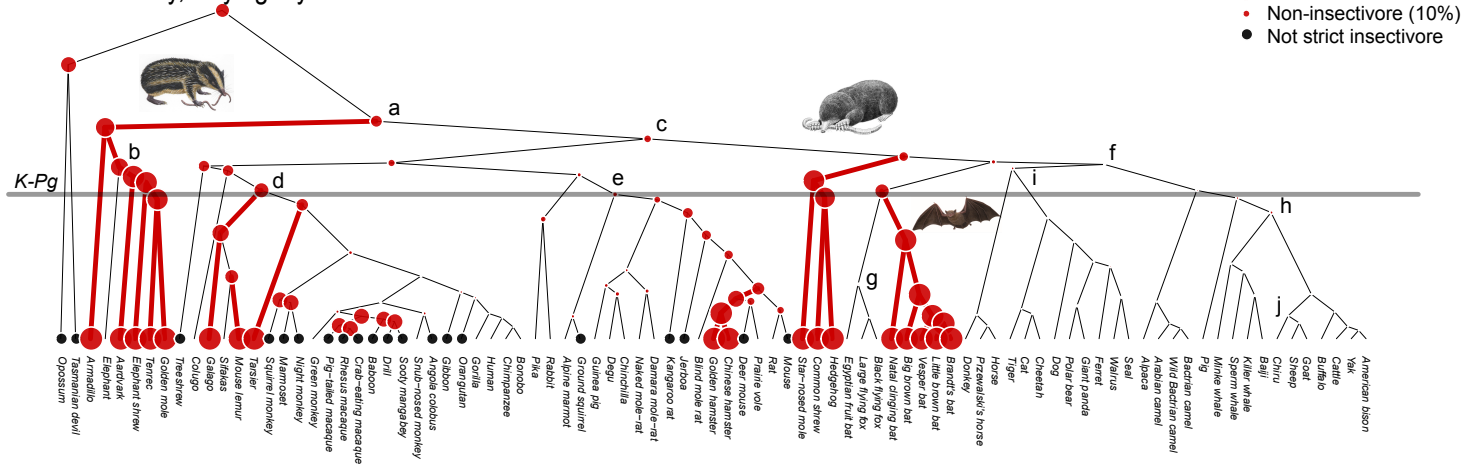 Non-insectivore (10%)
Not strict insectivore
a
c
b
f
K-Pg
d
e
i
h
g
j
Opossum
Tasmanian devil
Armadillo
Elephant
Aardvark
Elephant shrew
Tenrec
Golden mole
Treeshrew
Colugo
Galago
Sifakas
Mouse lemur
Tarsier
Squirrel monkey
Marmoset
Night monkey
Green monkey
Pig-tailed macaque
Rhesus macaque
Crab-eating macaque
Baboon
Drill
Sooty mangabey
Angola colobus
Snub-nosed monkey
Gibbon
Orangutan
Gorilla
Human
Chimpanzee
Bonobo
Pika
Rabbit
Alpine marmot
Ground squirrel
Guinea pig
Degu
Chinchilla
Naked mole-rat
Damara mole-rat
Kangaroo rat
Jerboa
Blind mole rat
Golden hamster
Chinese hamster
Deer mouse
Prairie vole
Rat
Mouse
Star-nosed mole
Common shrew
Hedgehog
Egyptian fruit bat
Large flying fox
Black flying fox
Natal clinging bat
Big brown bat
Vesper bat
Little brown bat
Brandt's bat
Donkey
Przewalski's horse
Tiger
Cat
Cheetah
Dog
Polar bear
Giant panda
Ferret
Walrus
Seal
Alpaca
Arabian camel
Wild Bactrian camel
Bactrian camel
Pig
Minke whale
Sperm whale
Killer whale
Baiji
Chiru
Sheep
Goat
Buffalo
Cattle
Yak
American bison